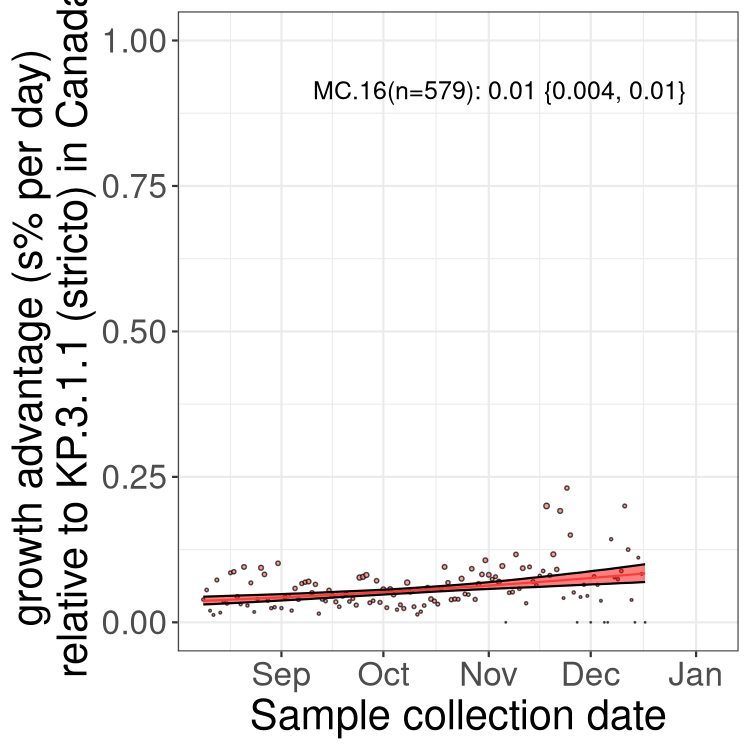 growth advantage (s% per day)
relative to KP.3.1.1 (stricto) in Canada
1.00
MC.16(n=579): 0.01 {0.004, 0.01}
0.75
0.50
0.25
0.00
Sep Oct Nov Dec Jan
Sample collection date